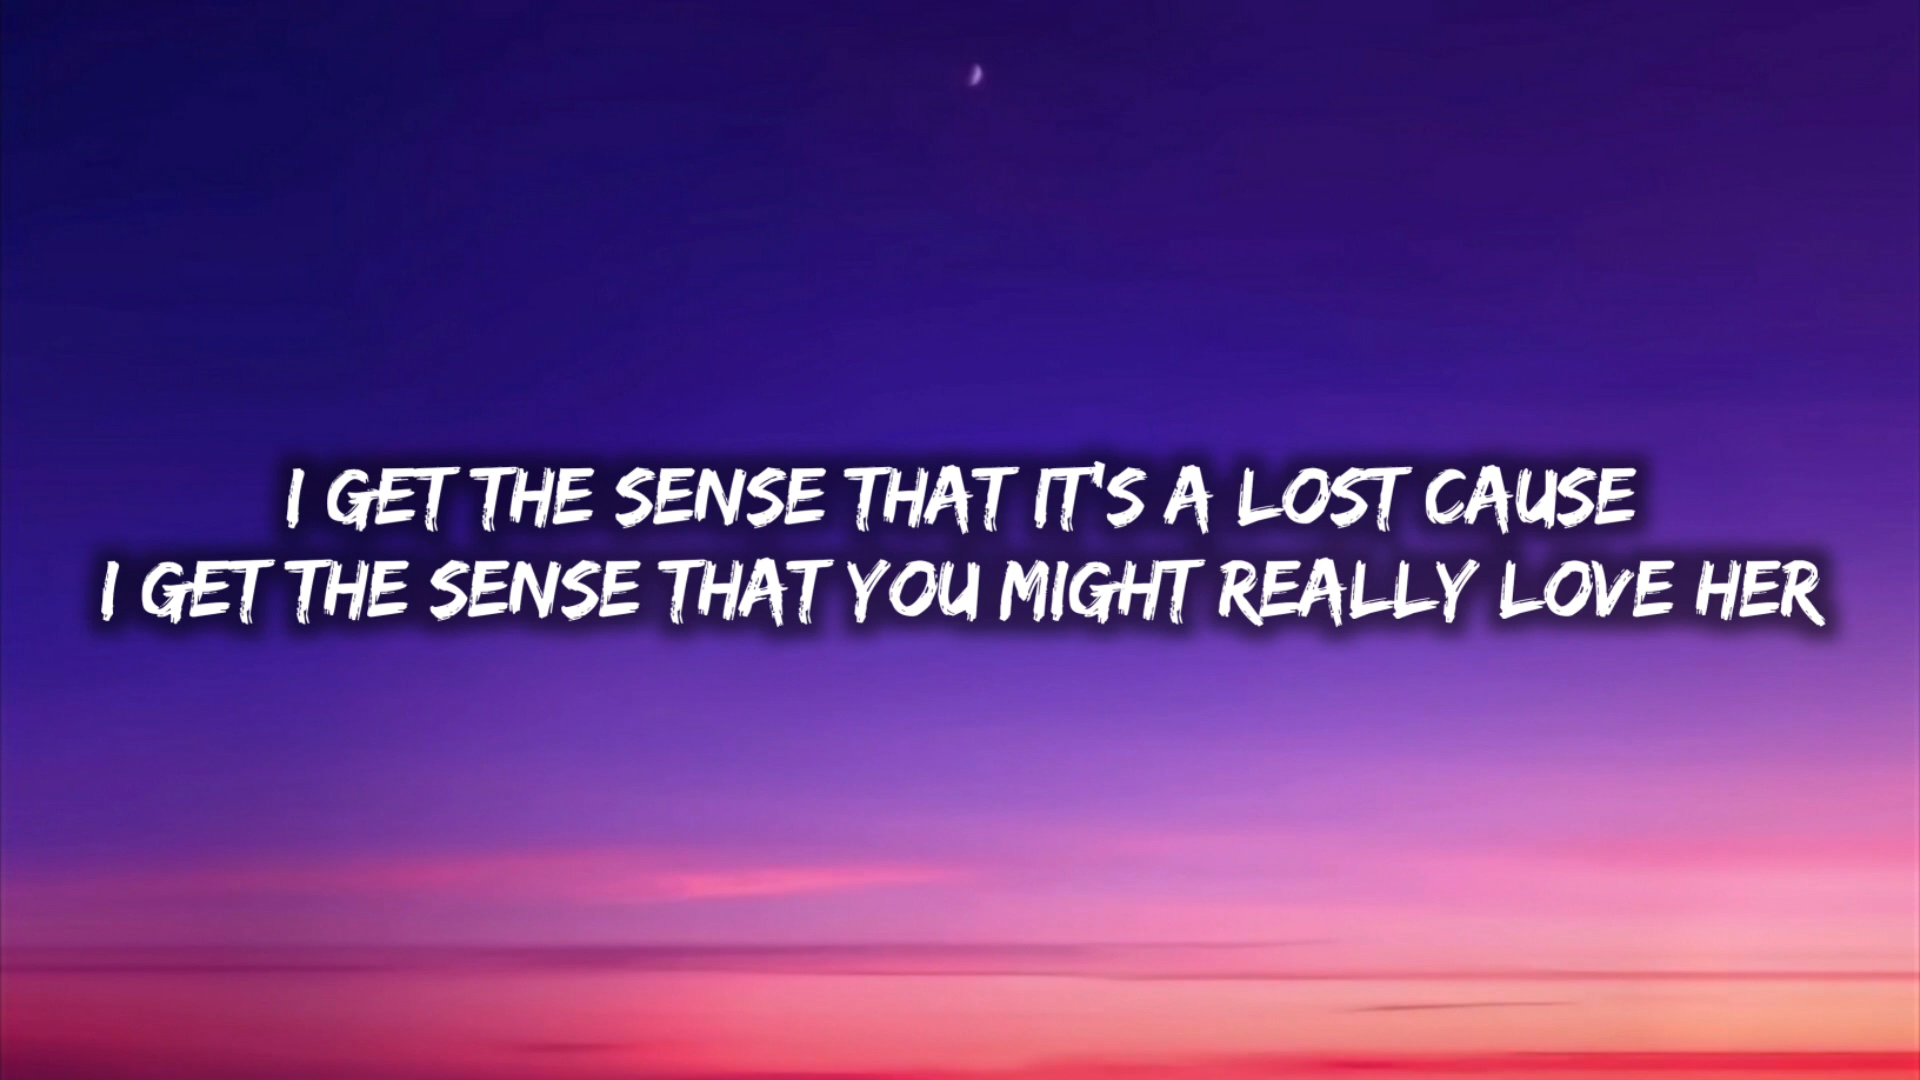 I GET THE SENSE THAT IT'S A LOST CAUSE
I GET THE SENSE THAT YOU MIGHT REALLY LOVE HER